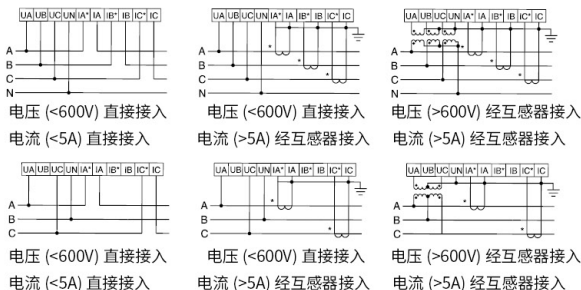 UA UB UC UN IA* IA IB* IB IC* IC
A
B
C
N
电压 (<600V) 直接接入
电流 (<5A) 直接接入
UA UB UC UN IA* IA IB* IB IC* IC
*
*
*
电压 (<600V) 直接接入
电流 (>5A) 经互感器接入
UA UB UC UN IA* IA IB* IB IC* IC
A
B
C
N
*
*
*
电压 (>600V) 经互感器接入
电流 (>5A) 经互感器接入
UA UB UC UN IA* IA IB* IB IC* IC
A
B
C
电压 (<600V) 直接接入
电流 (<5A) 直接接入
UA UB UC UN IA* IA IB* IB IC* IC
A
B
C
*
*
电压 (<600V) 直接接入
电流 (>5A) 经互感器接入
UA UB UC UN IA* IA IB* IB IC* IC
A
B
C
*
*
电压 (>600V) 经互感器接入
电流 (>5A) 经互感器接入